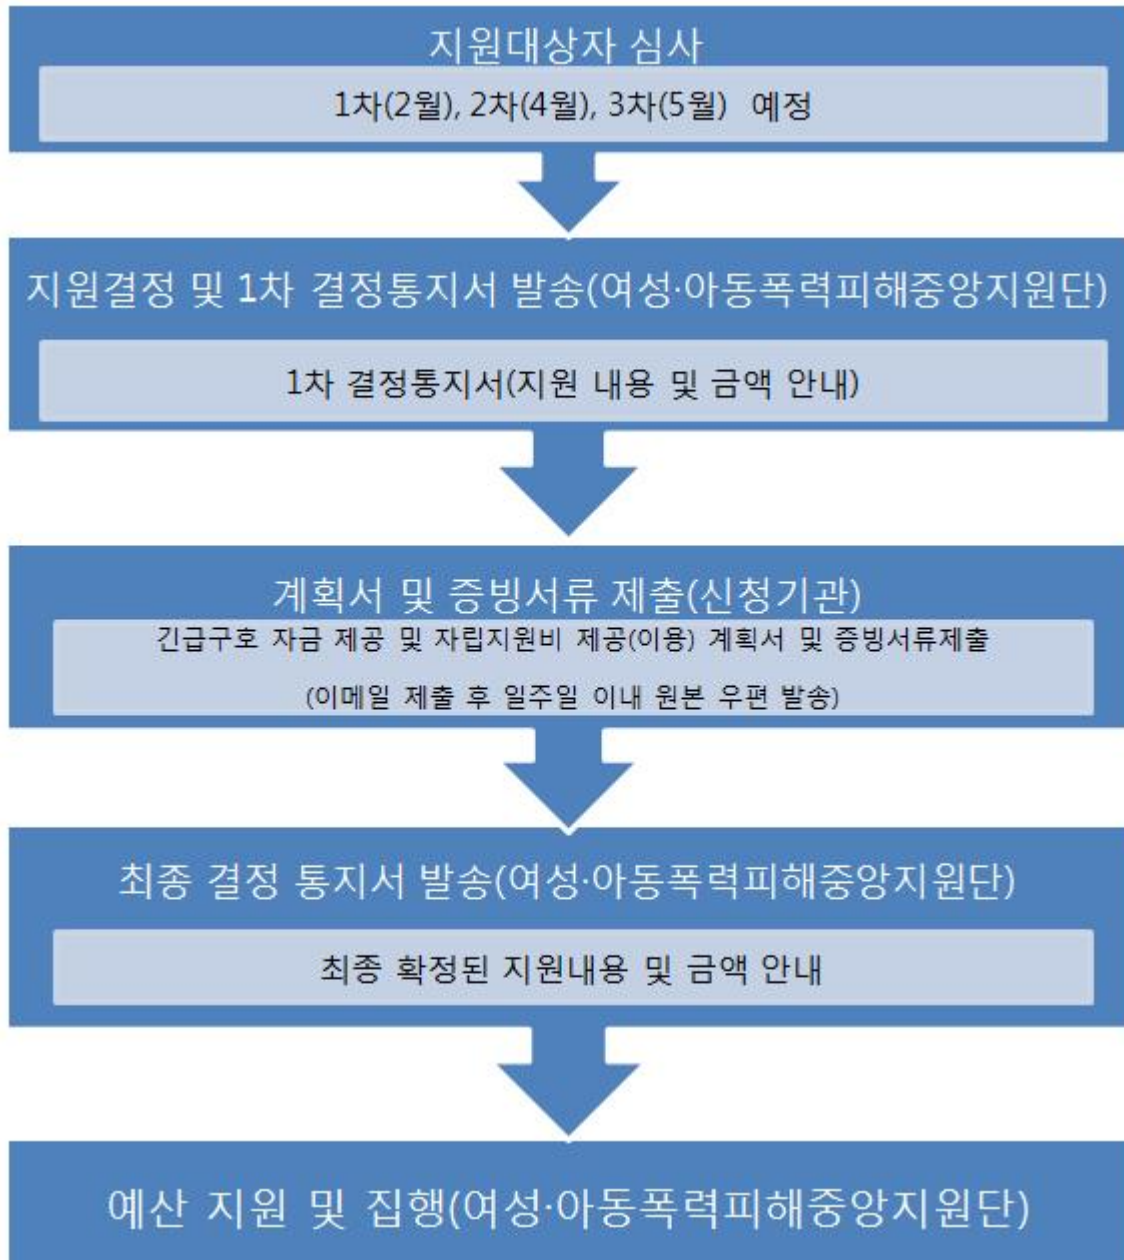 지원대상자 심사
1차(2월), 2차(4월), 3차(5월) 예정
지원결정 및 1차 결정통지서 발송(여성·아동폭력피해중앙지원단)
1차 결정통지서(지원 내용 및 금액 안내)
계획서 및 증빙서류 제출(신청기관)
긴급구호 자금 제공 및 자립지원비 제공(이용) 계획서 및 증빙서류제출
(이메일 제출 후 일주일 이내 원본 우편 발송)
최종 결정 통지서 발송(여성·아동폭력피해중앙지원단)
최종 확정된 지원내용 및 금액 안내
예산 지원 및 집행(여성·아동폭력피해중앙지원단)